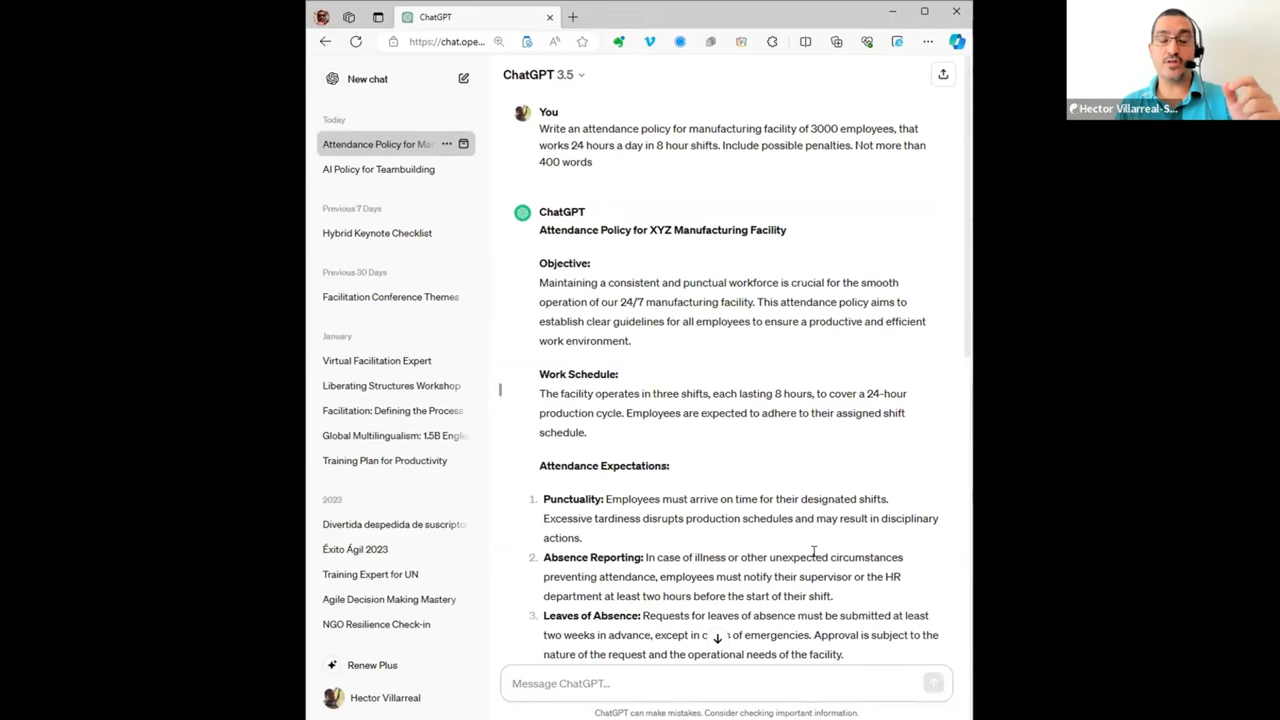 ChatGPT
https://chat.ope...
New chat
Today
Attendance Policy for Ma
AI Policy for Teambuilding
Previous 7 Days
Hybrid Keynote Checklist
Previous 30 Days
Facilitation Conference Themes
January
Virtual Facilitation Expert
Liberating Structures Workshop
Facilitation: Defining the Process
Global Multilingualism: 1.5B Engli
Training Plan for Productivity
2023
Divertida despedida de suscripto
Éxito Ágil 2023
Training Expert for UN
Agile Decision Making Mastery
NGO Resilience Check-in
Renew Plus
Hector Villarreal
ChatGPT 3.5
You
Write an attendance policy for manufacturing facility of 3000 employees, that
works 24 hours a day in 8 hour shifts. Include possible penalties. Not more than
400 words
ChatGPT
Attendance Policy for XYZ Manufacturing Facility
Objective:
Maintaining a consistent and punctual workforce is crucial for the smooth
operation of our 24/7 manufacturing facility. This attendance policy aims to
establish clear guidelines for all employees to ensure a productive and efficient
work environment.
Work Schedule:
The facility operates in three shifts, each lasting 8 hours, to cover a 24-hour
production cycle. Employees are expected to adhere to their assigned shift
schedule.
Attendance Expectations:
1. Punctuality: Employees must arrive on time for their designated shifts.
Excessive tardiness disrupts production schedules and may result in disciplinary
actions.
2. Absence Reporting: In case of illness or other unexpected circumstances
preventing attendance, employees must notify their supervisor or the HR
department at least two hours before the start of their shift.
3. Leaves of Absence: Requests for leaves of absence must be submitted at least
two weeks in advance, except in c of emergencies. Approval is subject to the
nature of the request and the operational needs of the facility.
Message ChatGPT...
ChatGPT can make mistakes. Consider checking important information.
Hector Villarreal-S...